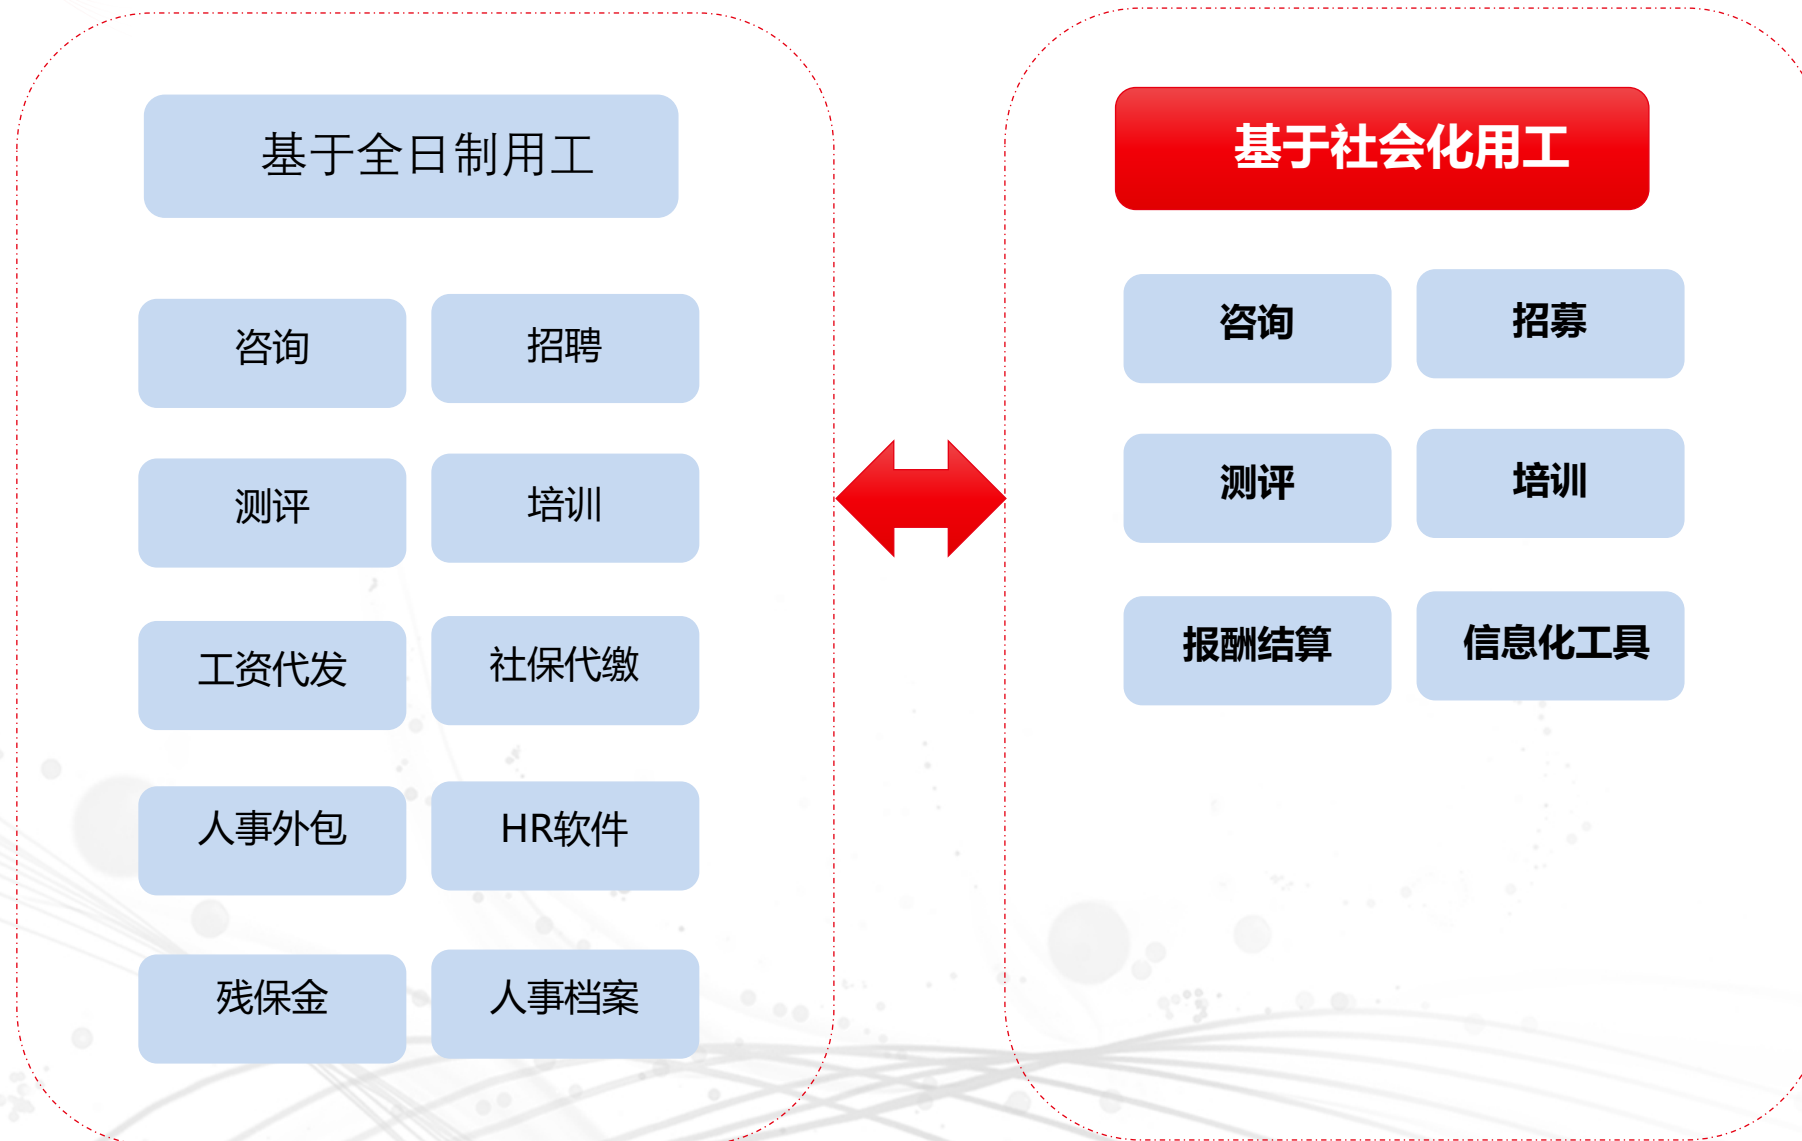 基于全日制用工
咨询
招聘
测评
培训
工资代发
社保代缴
人事外包
HR软件
残保金
人事档案
基于社会化用工
咨询
招募
测评
培训
报酬结算
信息化工具